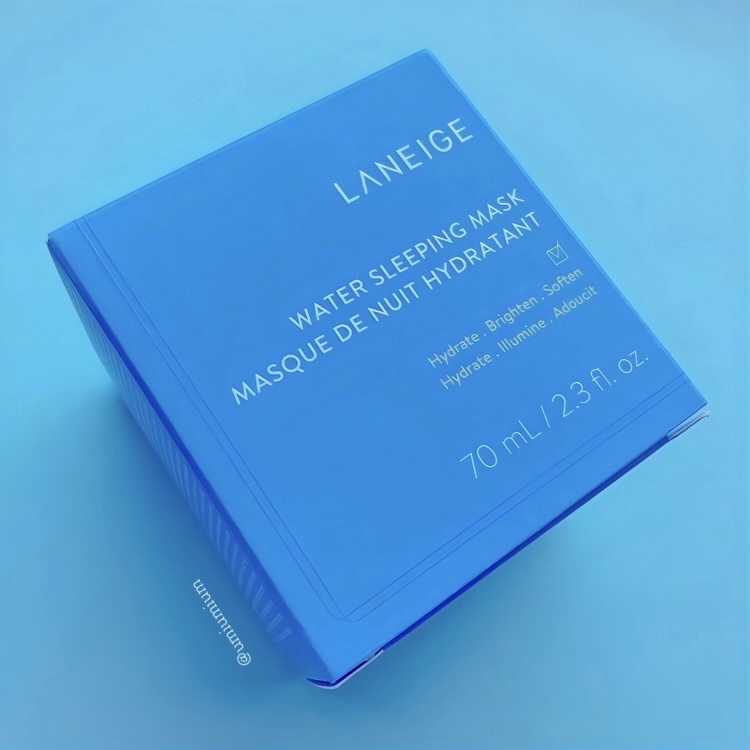 LANEIGE
WATER SLEEPING MASK
MASQUE DE NUIT HYDRATANT
Hydrate . Brighten . Soften
Hydrate . Illumine . Adoucit
70 mL / 2.3 fl. oz.
@umiumiumium